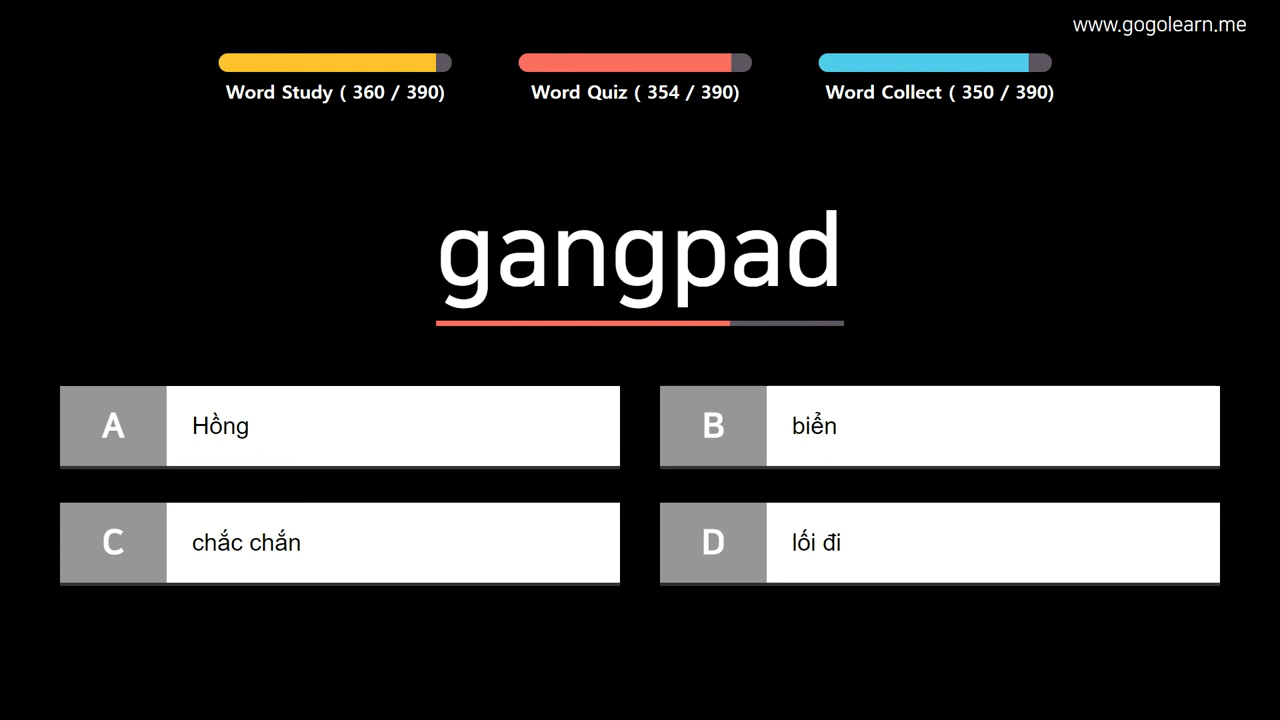 www.gogolearn.me
Word Study ( 360 / 390)
Word Quiz ( 354 / 390)
Word Collect ( 350 / 390)
gangpad
A Hồng
B biển
C chắc chắn
D lối đi